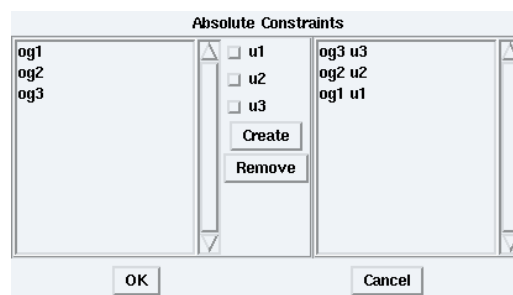 Absolute Constraints
og1
og2
og3
u1
u2
u3
Create
Remove
og3 u3
og2 u2
og1 u1
OK
Cancel